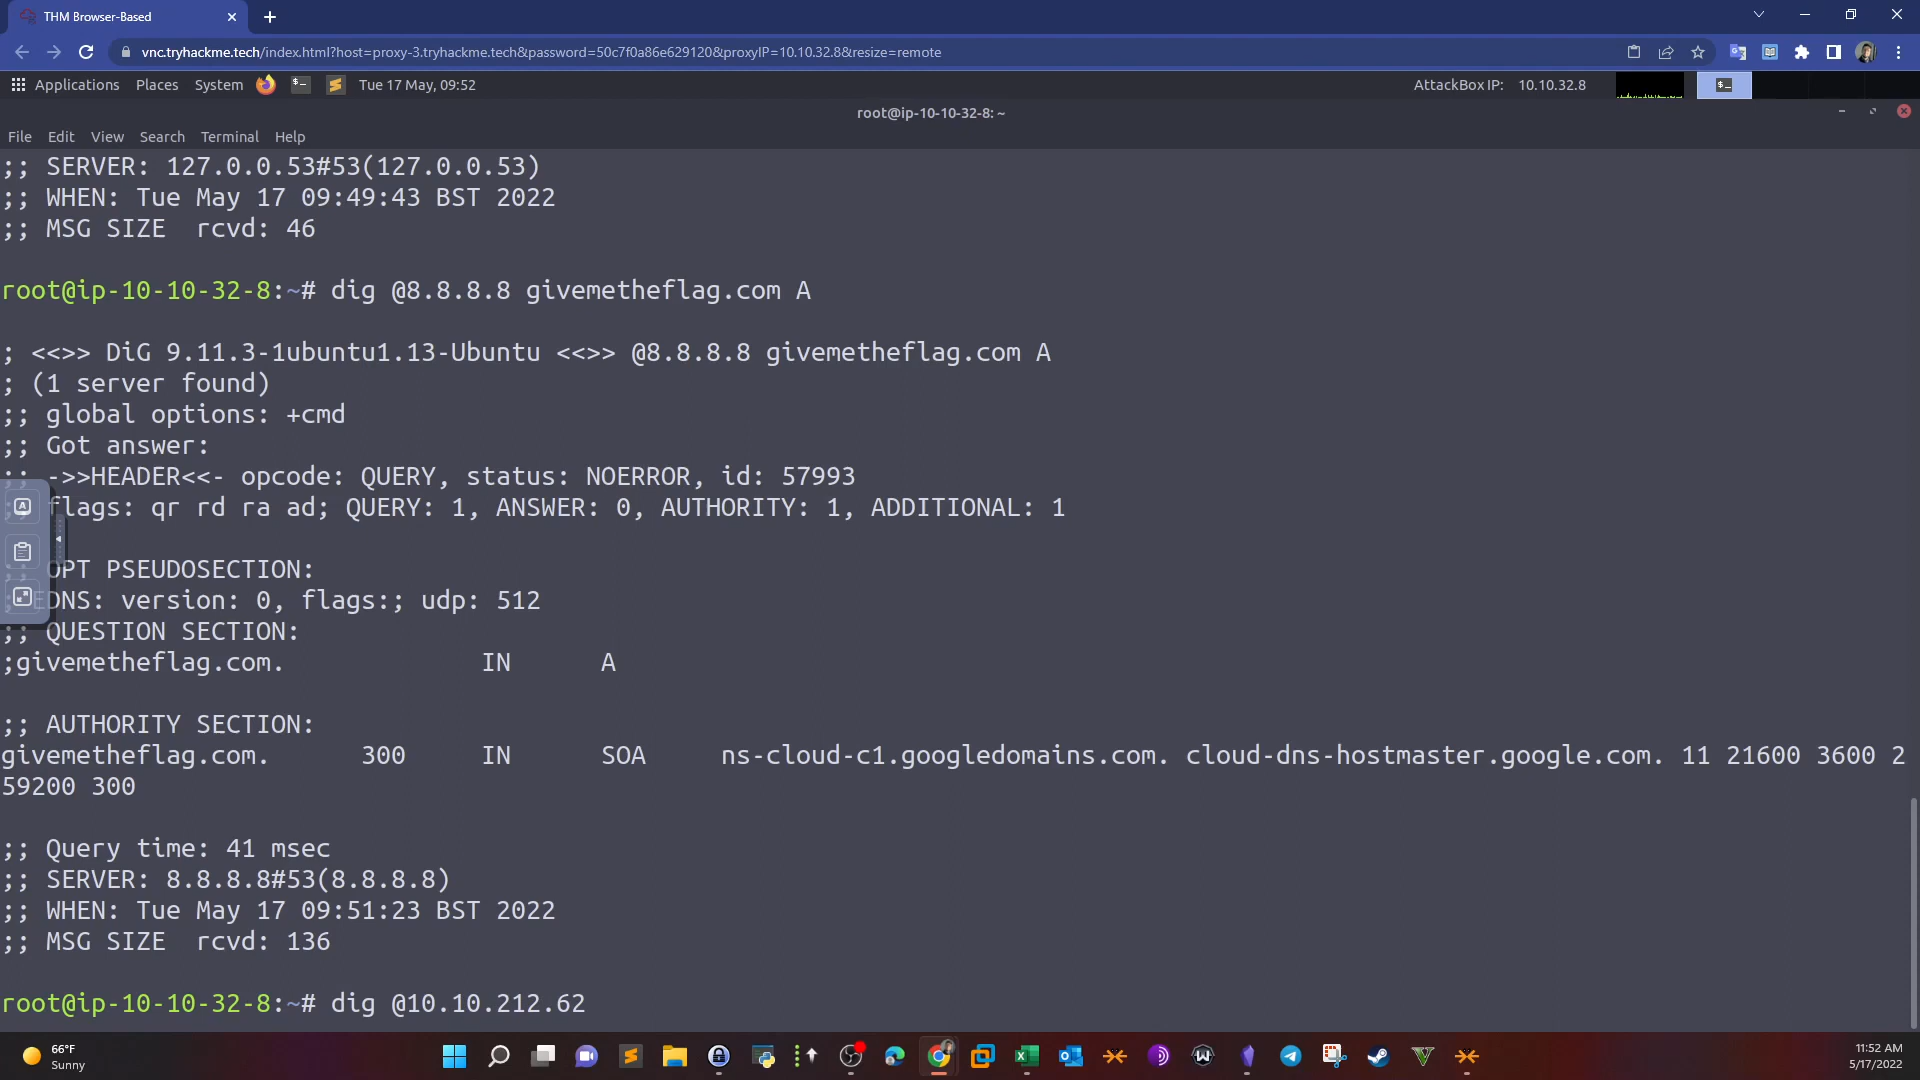 THM Browser-Based
vnc.tryhackme.tech/index.html?host=proxy-3.tryhackme.tech&password=50c7f0a86e629120&proxyIP=10.10.32.8&resize=remote
Applications Places System Tue 17 May, 09:52 AttackBox IP: 10.10.32.8
root@ip-10-10-32-8: ~
File Edit View Search Terminal Help
;; SERVER: 127.0.0.53#53(127.0.0.53)
;; WHEN: Tue May 17 09:49:43 BST 2022
;; MSG SIZE  rcvd: 46
root@ip-10-10-32-8:~# dig @8.8.8.8 givemetheflag.com A
; <<>> DiG 9.11.3-1ubuntu1.13-Ubuntu <<>> @8.8.8.8 givemetheflag.com A
; (1 server found)
;; global options: +cmd
;; Got answer:
;; ->>HEADER<<- opcode: QUERY, status: NOERROR, id: 57993
flags: qr rd ra ad; QUERY: 1, ANSWER: 0, AUTHORITY: 1, ADDITIONAL: 1
OPT PSEUDOSECTION:
EDNS: version: 0, flags:; udp: 512
;; QUESTION SECTION:
;givemetheflag.com. IN A
;; AUTHORITY SECTION:
givemetheflag.com. 300 IN SOA ns-cloud-c1.googledomains.com. cloud-dns-hostmaster.google.com. 11 21600 3600 2
59200 300
;; Query time: 41 msec
;; SERVER: 8.8.8.8#53(8.8.8.8)
;; WHEN: Tue May 17 09:51:23 BST 2022
;; MSG SIZE  rcvd: 136
root@ip-10-10-32-8:~# dig @10.10.212.62
66°F
Sunny
11:52 AM
5/17/2022